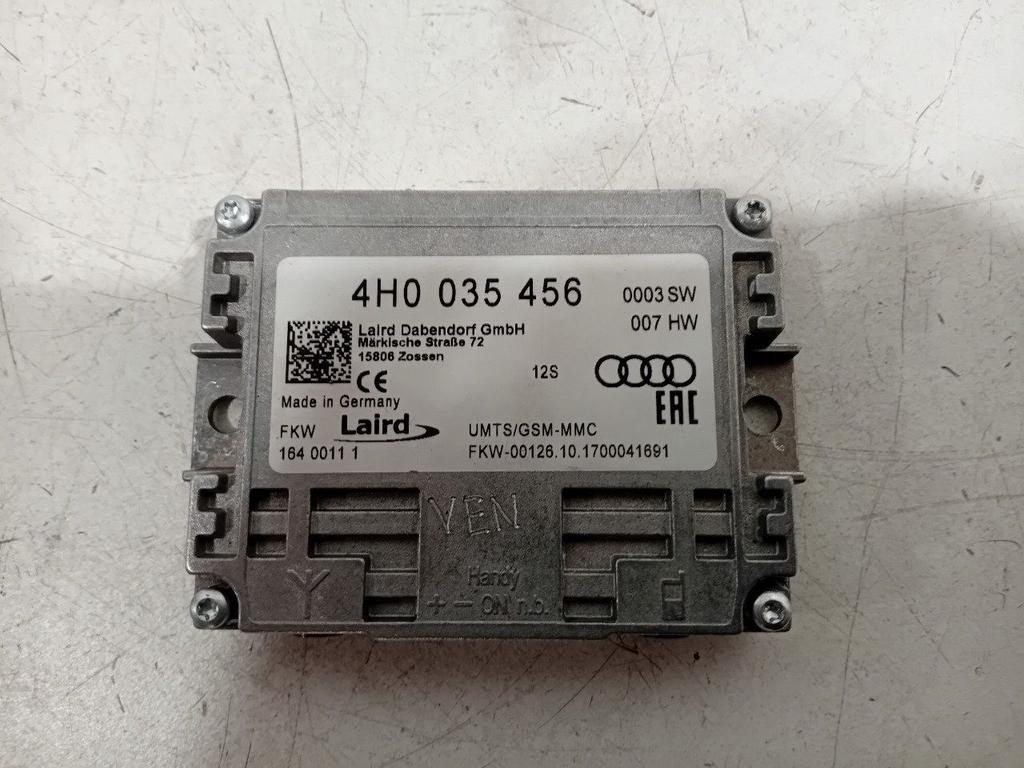 4H0 035 456
0003 SW
007 HW
Laird Dabendorf GmbH
Märkische Straße 72
15806 Zossen
CE
12S
Made in Germany
EAC
FKW
Laird
UMTS/GSM-MMC
164 0011 1
FKW-00126.10.1700041691
VEN
Handy
+ − ON n.b.